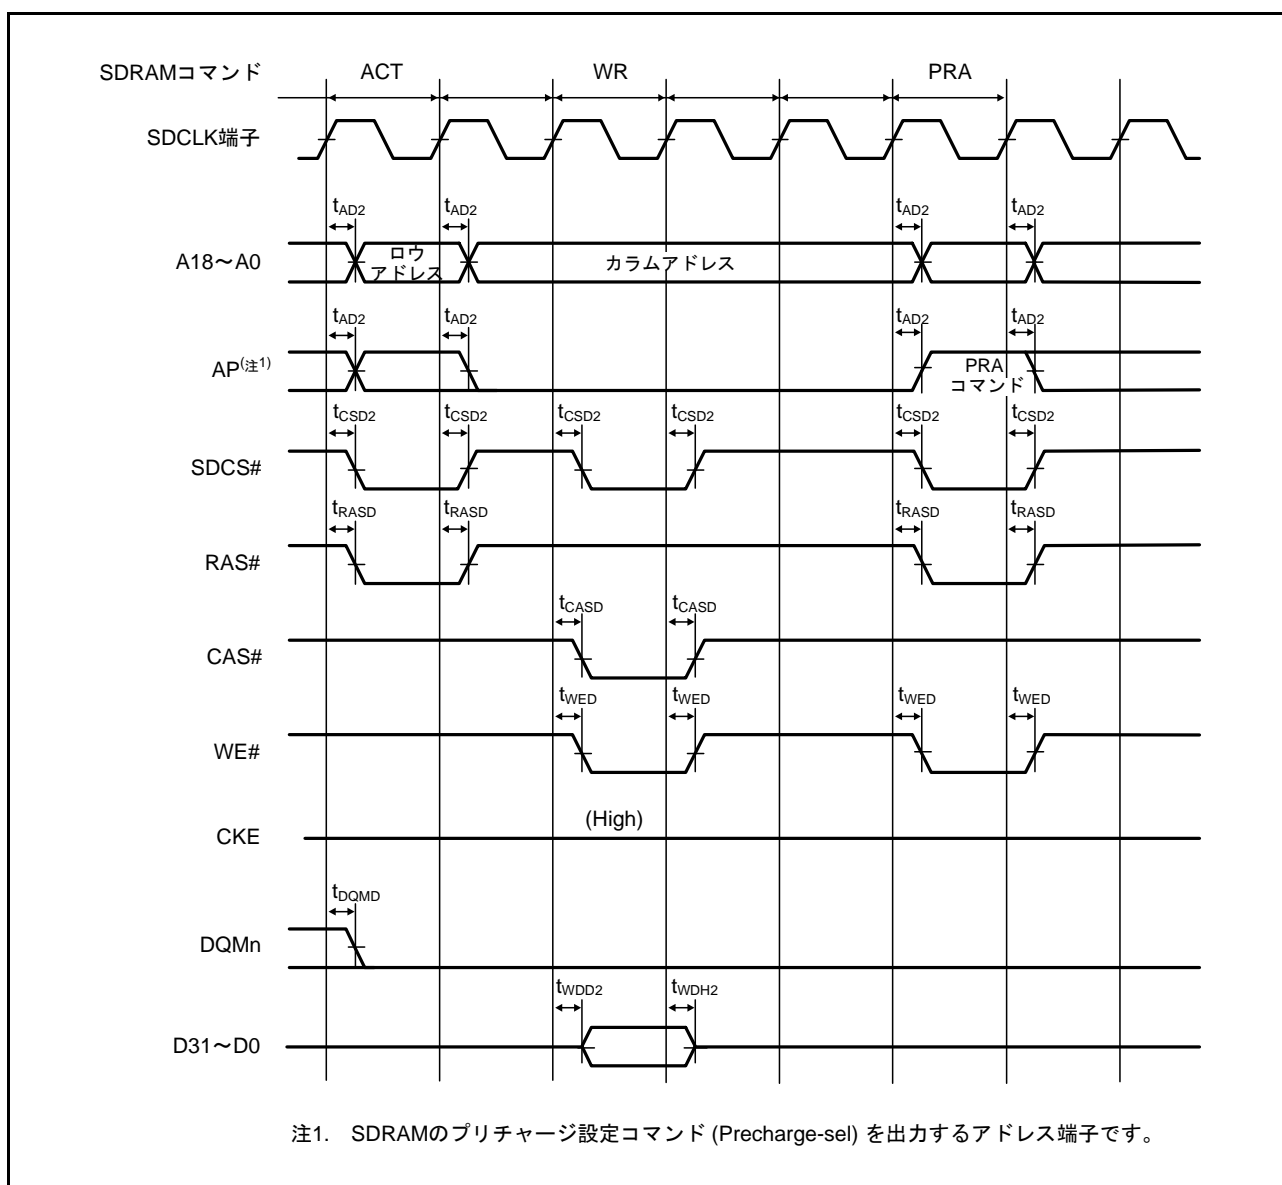 SDRAMコマンド ACT WR PRA
SDCLK端子
tAD2 tAD2 tAD2 tAD2
A18～A0
ロウ
アドレス
カラムアドレス
tAD2 tAD2 tAD2 tAD2
AP(注1)
PRA
コマンド
tCSD2 tCSD2 tCSD2 tCSD2 tCSD2 tCSD2
SDCS#
tRASD tRASD tRASD tRASD
RAS#
tCASD tCASD
CAS#
tWED tWED tWED tWED
WE#
(High)
CKE
tDQMD
DQMn
tWDD2 tWDH2
D31～D0
注1. SDRAMのプリチャージ設定コマンド (Precharge-sel) を出力するアドレス端子です。